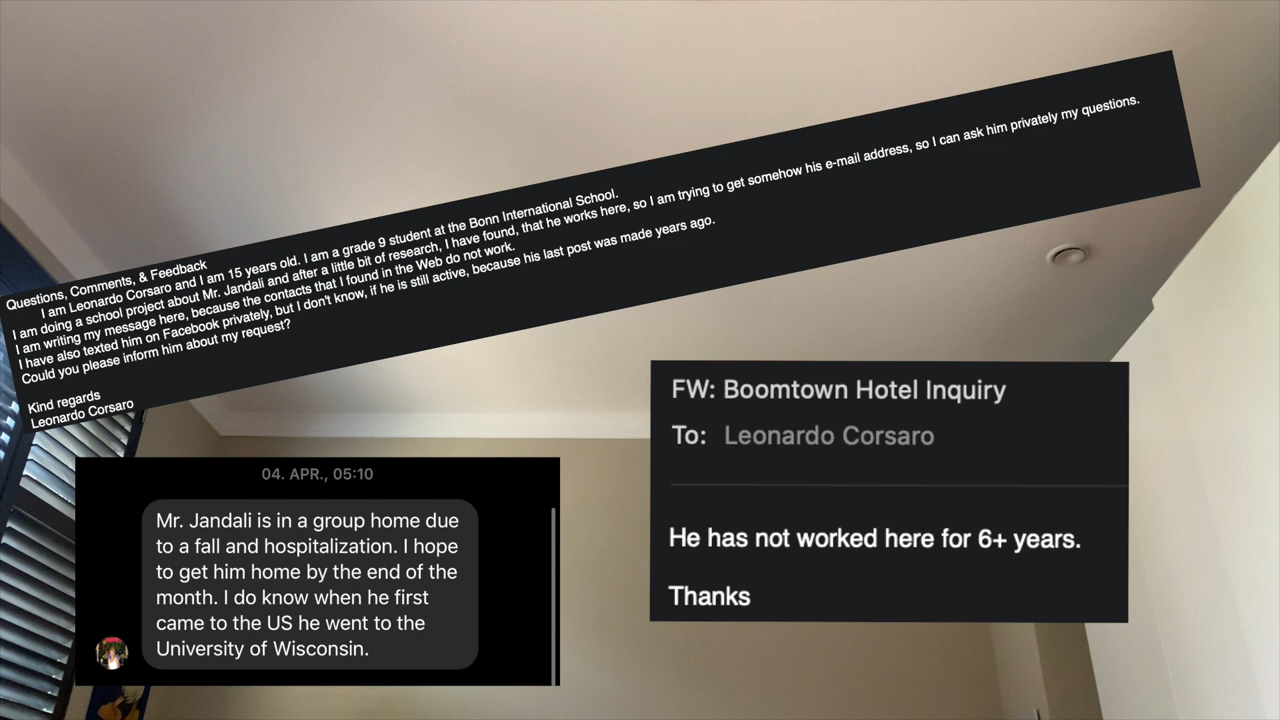 Questions, Comments, & Feedback
I am Leonardo Corsaro and I am 15 years old. I am a grade 9 student at the Bonn International School.
I am doing a school project about Mr. Jandali and after a little bit of research, I have found, that he works here, so I am trying to get somehow his e-mail address, so I can ask him privately my questions.
I am writing my message here, because the contacts that I found in the Web do not work.
I have also texted him on Facebook privately, but I don't know, if he is still active, because his last post was made years ago.
Could you please inform him about my request?
Kind regards
Leonardo Corsaro
04. APR., 05:10
Mr. Jandali is in a group home due
to a fall and hospitalization. I hope
to get him home by the end of the
month. I do know when he first
came to the US he went to the
University of Wisconsin.
FW: Boomtown Hotel Inquiry
To: Leonardo Corsaro
He has not worked here for 6+ years.
Thanks